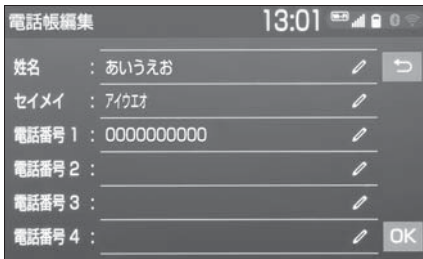 電話帳編集 13:01
姓名 : あいうえお
セイメイ : アイウエオ
電話番号1 : 0000000000
電話番号2 :
電話番号3 :
電話番号4 : OK